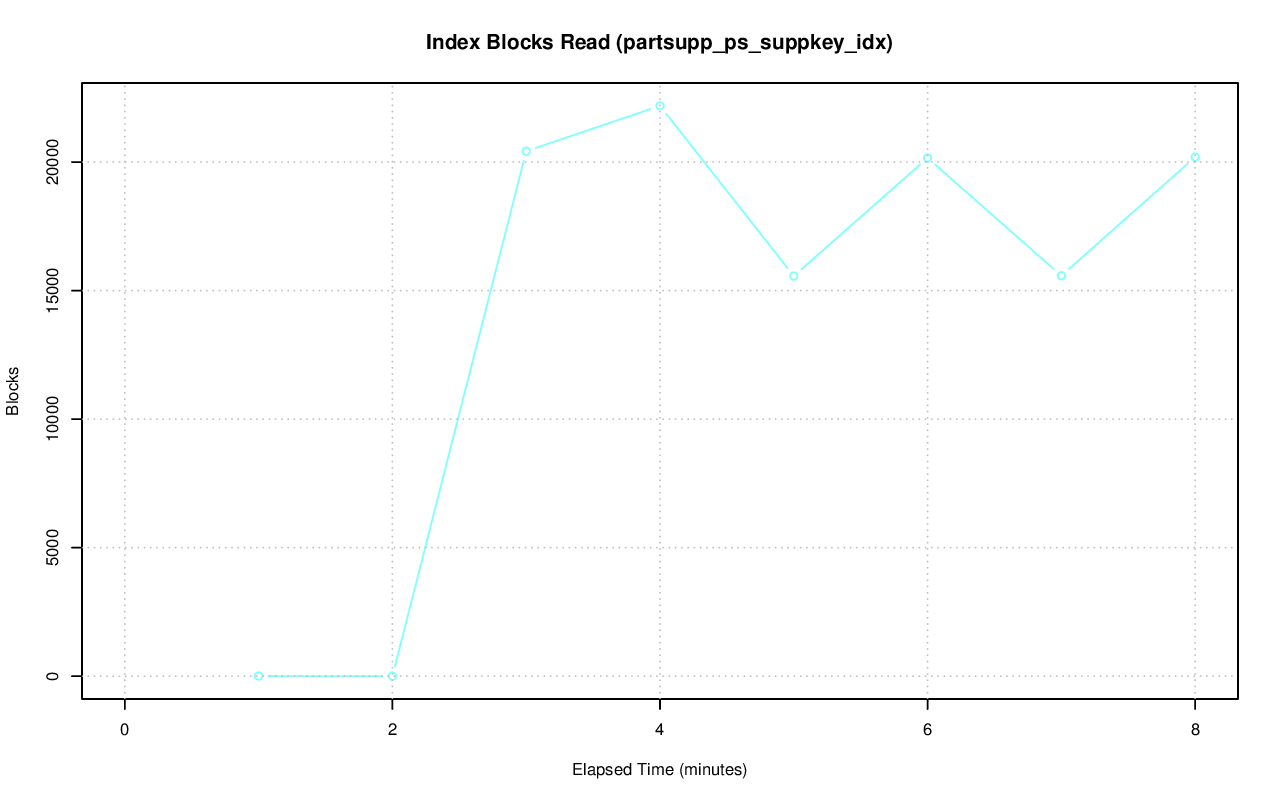 Index Blocks Read (partsupp_ps_suppkey_idx)
20000
15000
10000
5000
0
Blocks
0 2 4 6 8
Elapsed Time (minutes)